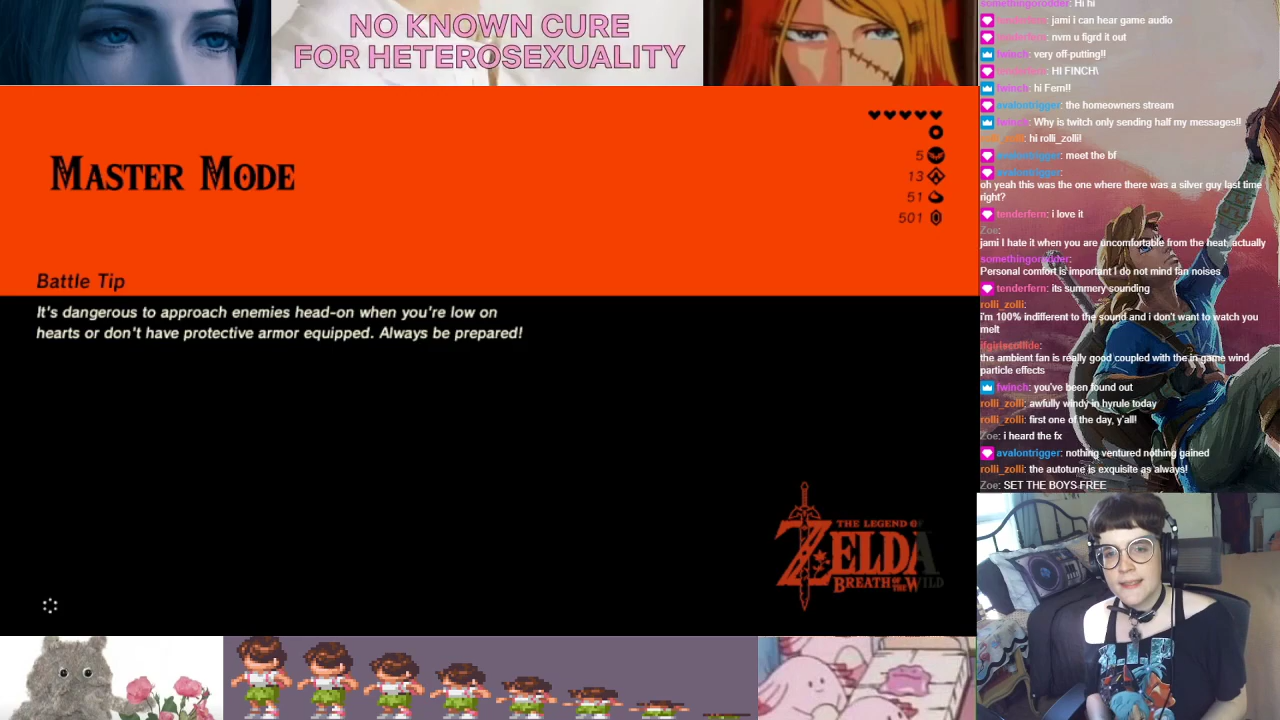 NO KNOWN CURE
FOR HETEROSEXUALITY
MASTER MODE
5
13
51
501
Battle Tip
It's dangerous to approach enemies head-on when you're low on
hearts or don't have protective armor equipped. Always be prepared!
THE LEGEND OF
ZELDA
BREATH OF THE WILD
somethingorodder: Hi hi
tenderfern: jami i can hear game audio
tenderfern: nvm u figrd it out
fwinch: very off-putting!!
tenderfern: HI FINCH\
fwinch: hi Fern!!
avalontrigger: the homeowners stream
fwinch: Why is twitch only sending half my messages!!
rolli_zolli: hi rolli_zolli!
avalontrigger: meet the bf
avalontrigger:
oh yeah this was the one where there was a silver guy last time
right?
tenderfern: i love it
Zoe:
jami I hate it when you are uncomfortable from the heat, actually
somethingorodder:
Personal comfort is important I do not mind fan noises
tenderfern: its summery sounding
rolli_zolli:
i'm 100% indifferent to the sound and i don't want to watch you
melt
ifgirlscollide:
the ambient fan is really good coupled with the in-game wind
particle effects
fwinch: you've been found out
rolli_zolli: awfully windy in hyrule today
rolli_zolli: first one of the day, y'all!
Zoe: i heard the fx
avalontrigger: nothing ventured nothing gained
rolli_zolli: the autotune is exquisite as always!
Zoe: SET THE BOYS FREE